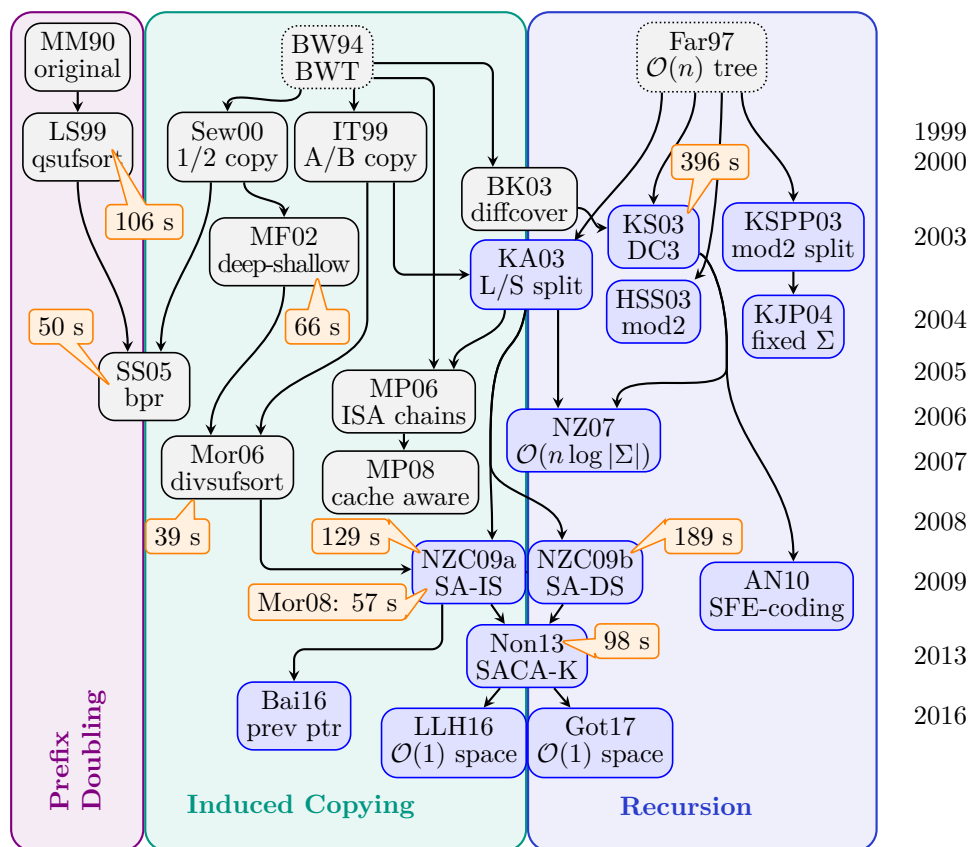 MM90
original
BW94
BWT
Far97
𝒪(n) tree
LS99
qsufsort
Sew00
1/2 copy
IT99
A/B copy
1999
2000
396 s
BK03
diffcover
106 s
KS03
DC3
KSPP03
mod2 split
2003
MF02
deep-shallow
KA03
L/S split
HSS03
mod2
KJP04
fixed Σ
2004
50 s
66 s
SS05
bpr
2005
MP06
ISA chains
2006
NZ07
𝒪(n log |Σ|)
Mor06
divsufsort
MP08
cache aware
2007
39 s
129 s
189 s
2008
NZC09a
SA-IS
NZC09b
SA-DS
AN10
SFE-coding
2009
Mor08: 57 s
Non13
SACA-K
98 s
2013
Bai16
prev ptr
LLH16
𝒪(1) space
Got17
𝒪(1) space
2016
Prefix
Doubling
Induced Copying
Recursion